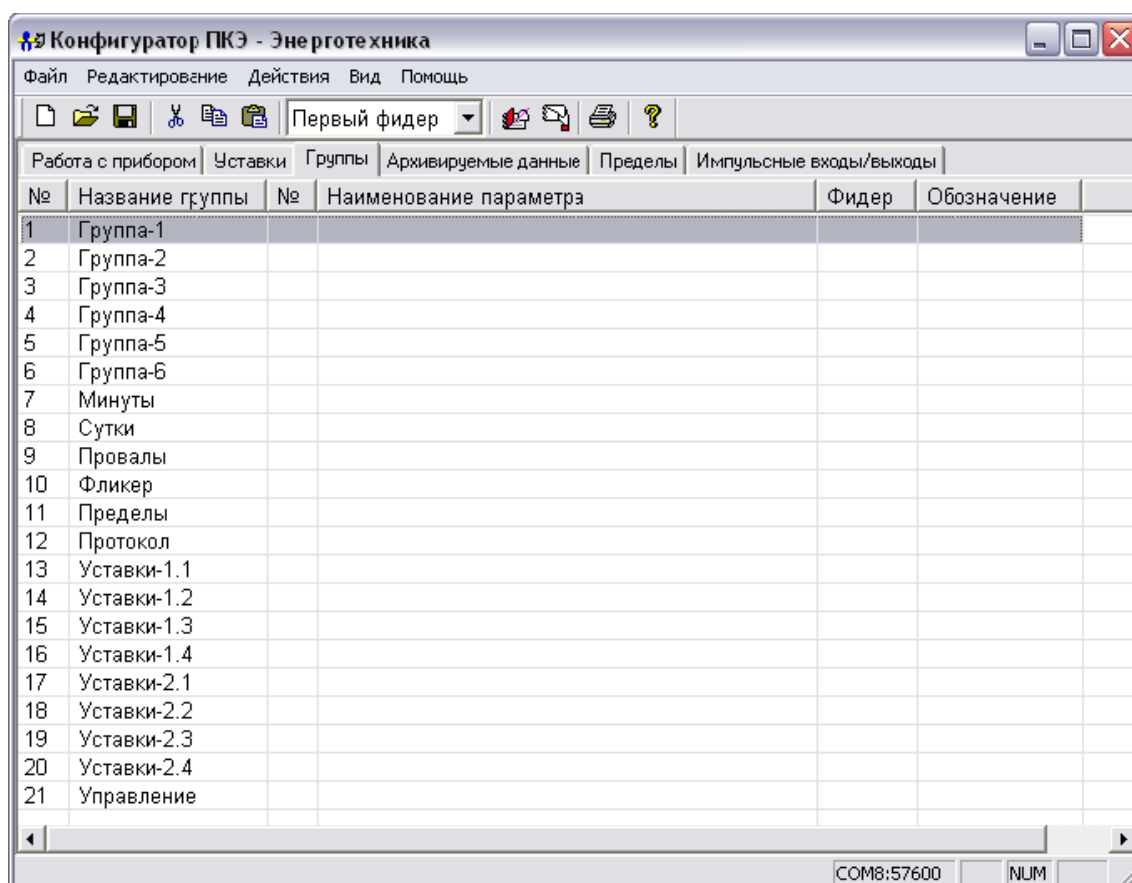 Конфигуратор ПКЭ - Энерготехника
Файл Редактирование Действия Вид Помощь
Первый фидер
Работа с прибором Уставки Группы Архивируемые данные Пределы Импульсные входы/выходы
№ Название группы № Наименование параметра Фидер Обозначение
1 Группа-1
2 Группа-2
3 Группа-3
4 Группа-4
5 Группа-5
6 Группа-6
7 Минуты
8 Сутки
9 Провалы
10 Фликер
11 Пределы
12 Протокол
13 Уставки-1.1
14 Уставки-1.2
15 Уставки-1.3
16 Уставки-1.4
17 Уставки-2.1
18 Уставки-2.2
19 Уставки-2.3
20 Уставки-2.4
21 Управление
COM8:57600 NUM